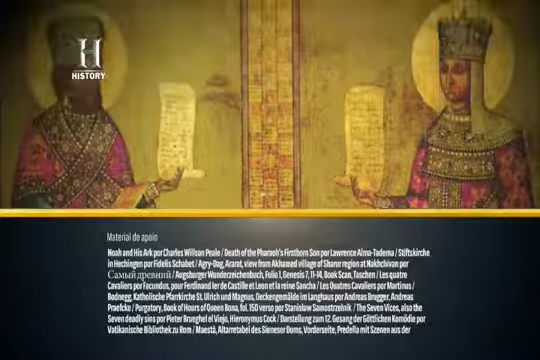 H
HISTORY
Material de apoio
Noah and His Ark por Charles Willson Peale / Death of the Pharaoh's Firstborn Son por Lawrence Alma-Tadema / Stiftskirche
in Hechingen por Fidelis Schabet / Agry-Dag, Ararat, view from Akhamed village of Sharur region at Nakhchivan por
Самый древний / Augsburger Wunderzeichenbuch, Folio 1, Genesis 7, 11-14, Book Scan, Taschen / Les quatre
Cavaliers por Facundus, pour Ferdinand Ier de Castille et Leon et la reine Sancha / Les Quatres Cavaliers por Martinus /
Bodnegg, Katholische Pfarrkirche St. Ulrich und Magnus, Deckengemälde im Langhaus por Andreas Brugger, Andreas
Praefcke / Purgatory, Book of Hours of Queen Bona, fol. 150 verso por Stanisław Samostrzelnik / The Seven Vices, also the
Seven deadly sins por Pieter Brueghel el Viejo, Hieronymus Cock / Darstellung zum 12. Gesang der Göttlichen Komödie por
Vatikanische Bibliothek zu Rom / Maestà, Altarretabel des Sieneser Doms, Vorderseite, Predella mit Szenen aus der